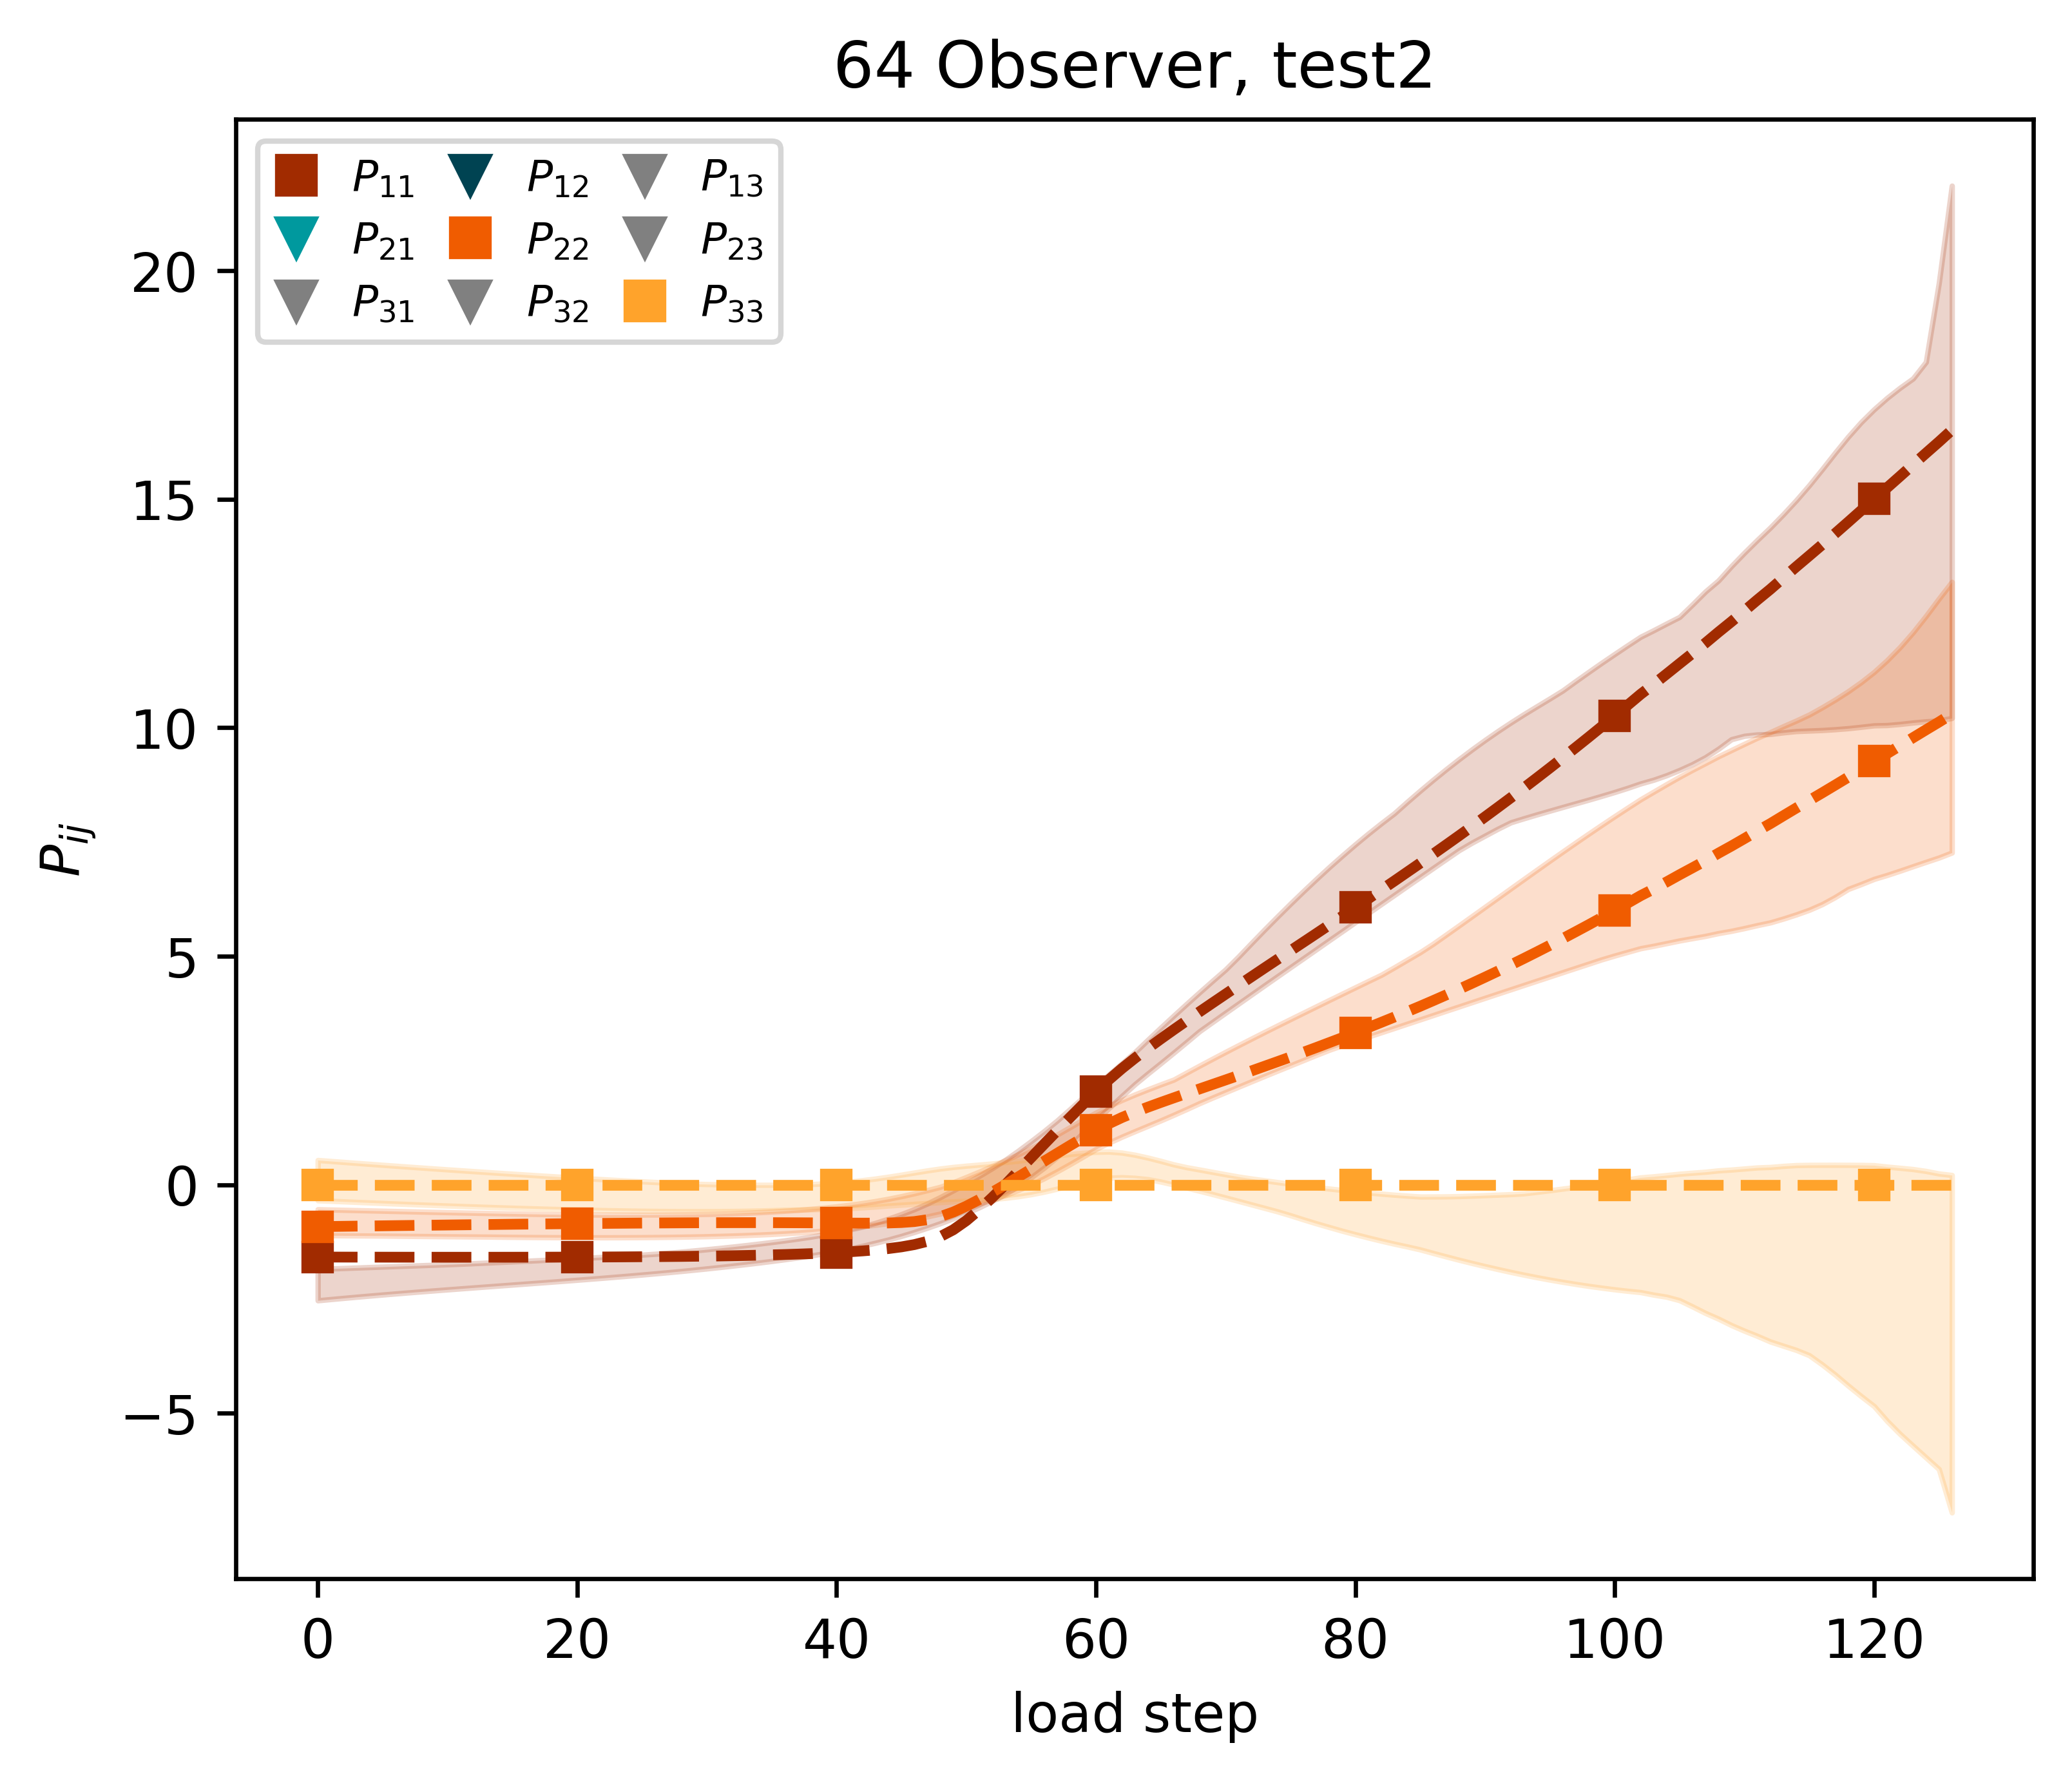 64 Observer, test2
P₁₁ P₁₂ P₁₃
P₂₁ P₂₂ P₂₃
P₃₁ P₃₂ P₃₃
20
15
10
5
0
−5
Pᵢⱼ
0 20 40 60 80 100 120
load step